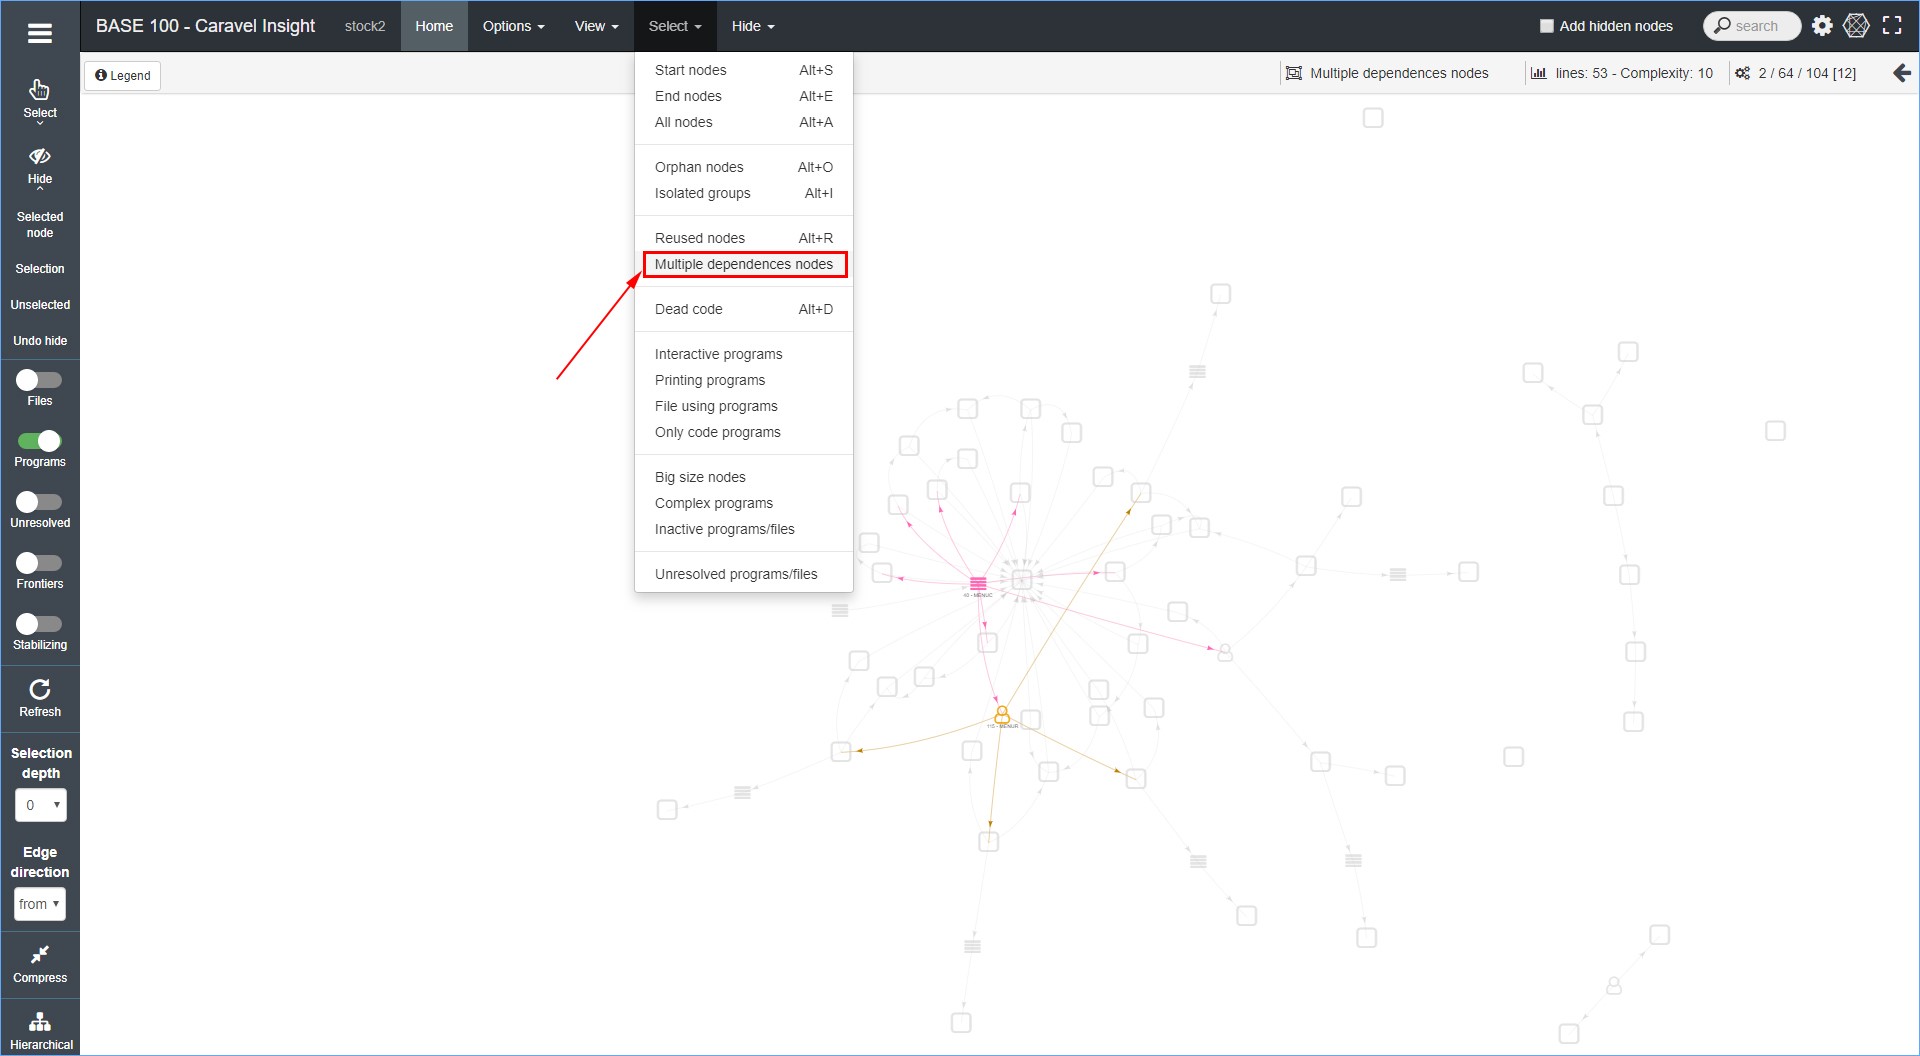 BASE 100 - Caravel Insight
stock2
Home
Options
View
Select
Hide
Add hidden nodes
search
Legend
Multiple dependences nodes
lines: 53 - Complexity: 10
2 / 64 / 104 [12]
Select
Hide
Selected
node
Selection
Unselected
Undo hide
Files
Programs
Unresolved
Frontiers
Stabilizing
Refresh
Selection
depth
0
Edge
direction
from
Compress
Hierarchical
Start nodes Alt+S
End nodes Alt+E
All nodes Alt+A
Orphan nodes Alt+O
Isolated groups Alt+I
Reused nodes Alt+R
Multiple dependences nodes
Dead code Alt+D
Interactive programs
Printing programs
File using programs
Only code programs
Big size nodes
Complex programs
Inactive programs/files
Unresolved programs/files
MENUC
MENUR